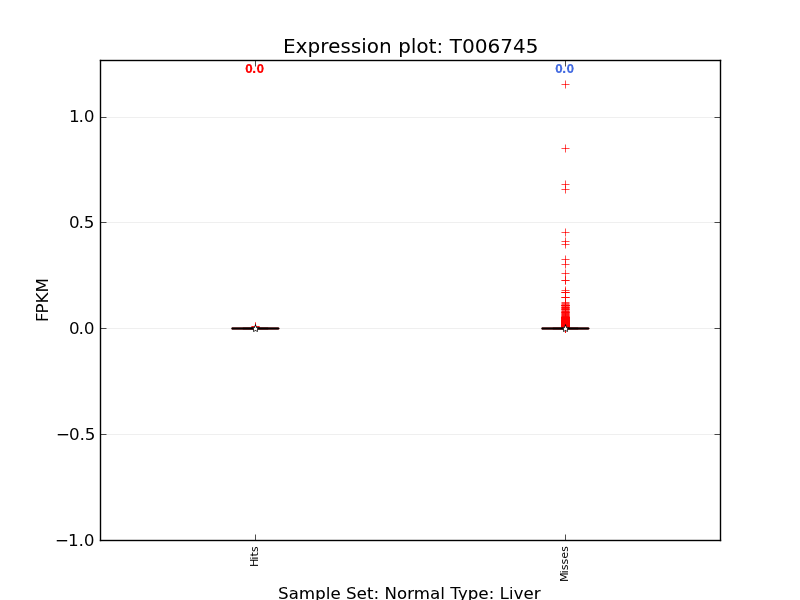 Expression plot: T006745
0.0 0.0
1.0
0.5
0.0
−0.5
−1.0
FPKM
Hits
Misses
Sample Set: Normal Type: Liver